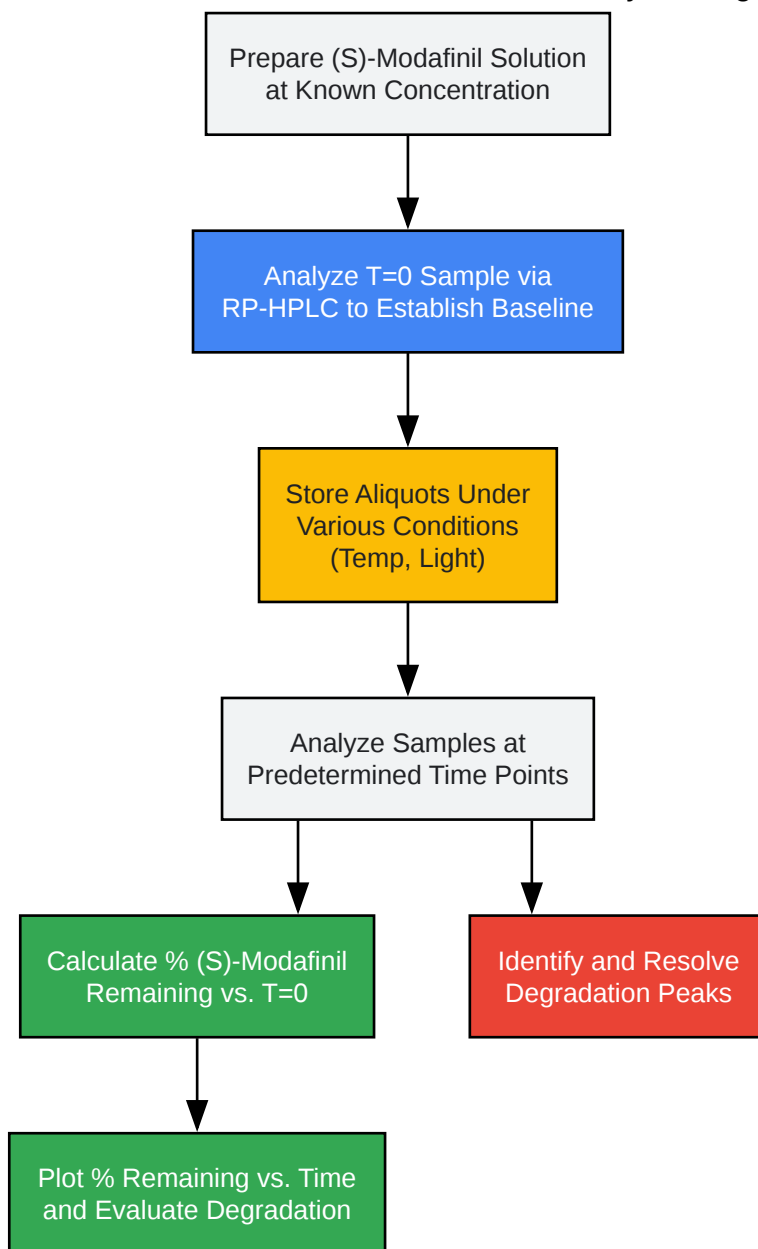 Prepare (S)-Modafinil Solution
at Known Concentration
Analyze T=0 Sample via
RP-HPLC to Establish Baseline
Store Aliquots Under
Various Conditions
(Temp, Light)
Analyze Samples at
Predetermined Time Points
Calculate % (S)-Modafinil
Remaining vs. T=0
Identify and Resolve
Degradation Peaks
Plot % Remaining vs. Time
and Evaluate Degradation